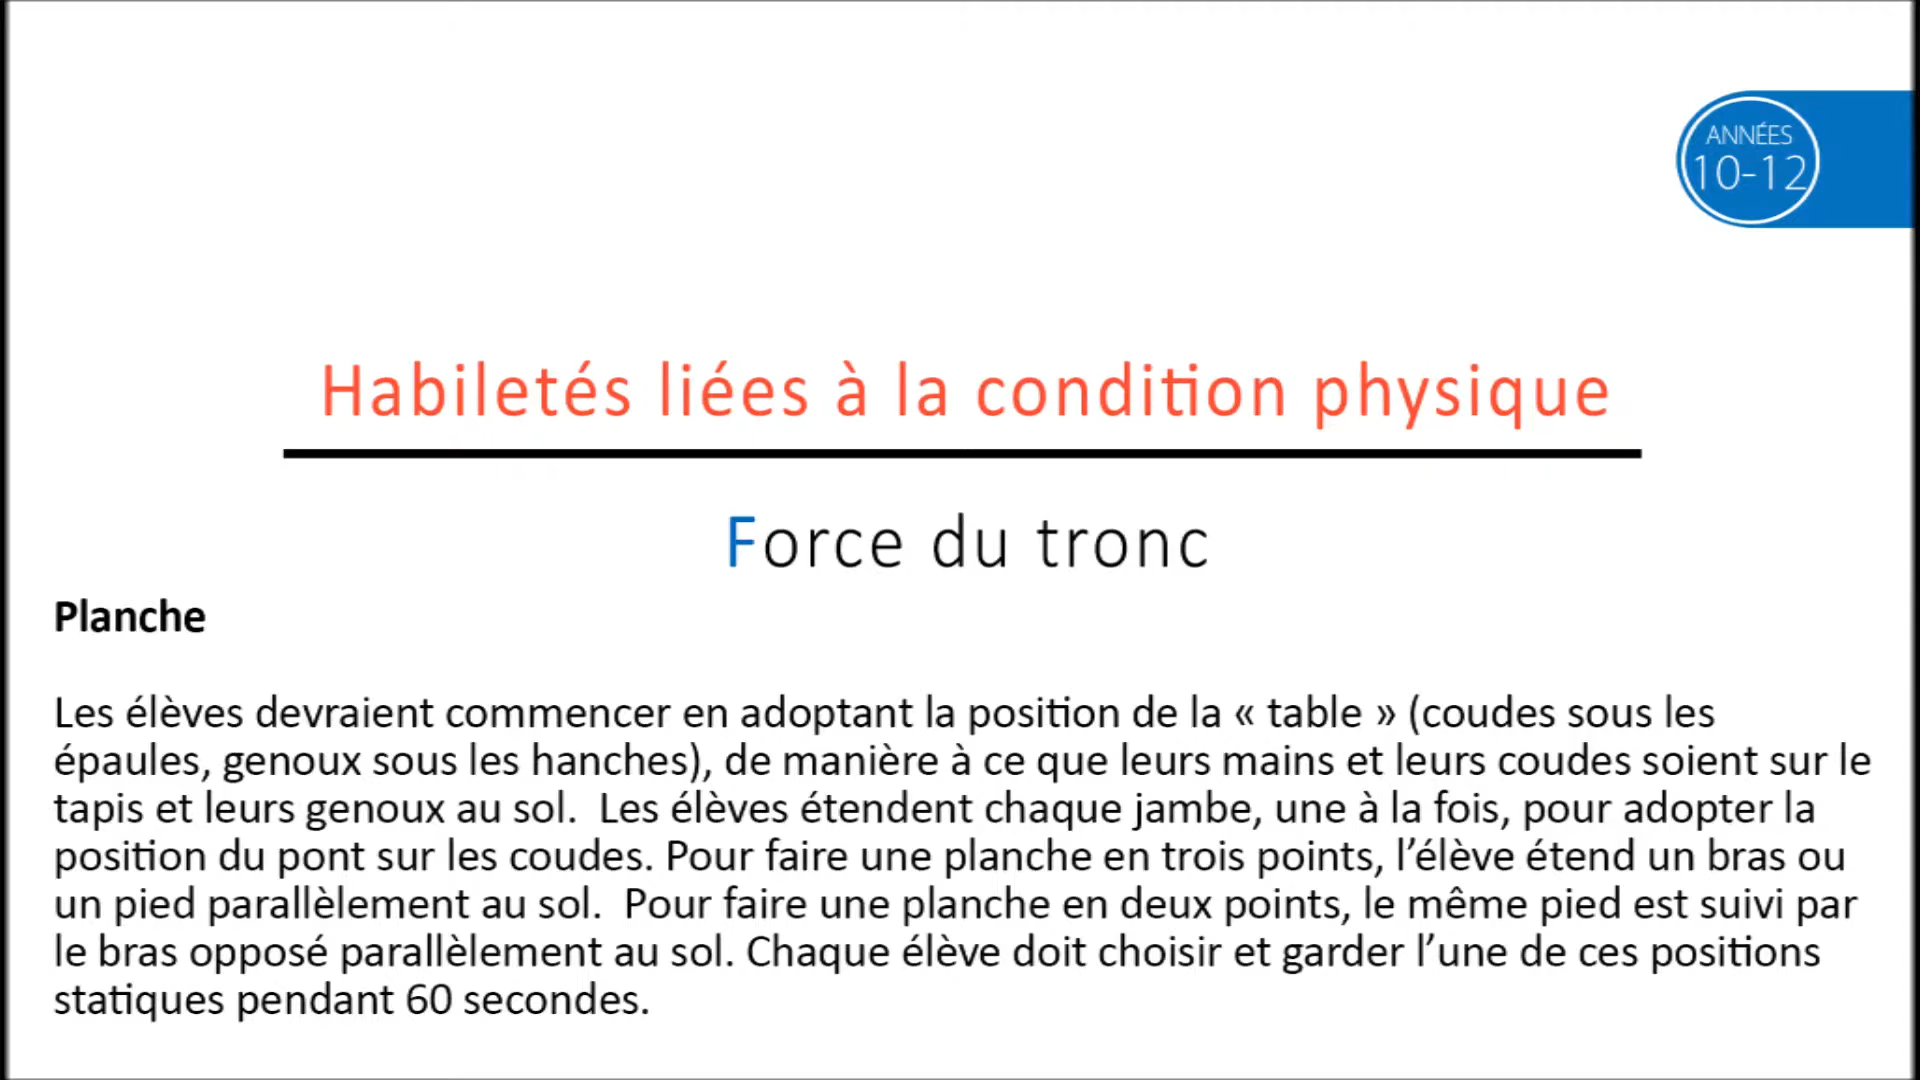 ANNÉES
10-12
Habiletés liées à la condition physique
Force du tronc
Planche
Les élèves devraient commencer en adoptant la position de la « table » (coudes sous les
épaules, genoux sous les hanches), de manière à ce que leurs mains et leurs coudes soient sur le
tapis et leurs genoux au sol.  Les élèves étendent chaque jambe, une à la fois, pour adopter la
position du pont sur les coudes. Pour faire une planche en trois points, l’élève étend un bras ou
un pied parallèlement au sol.  Pour faire une planche en deux points, le même pied est suivi par
le bras opposé parallèlement au sol. Chaque élève doit choisir et garder l’une de ces positions
statiques pendant 60 secondes.